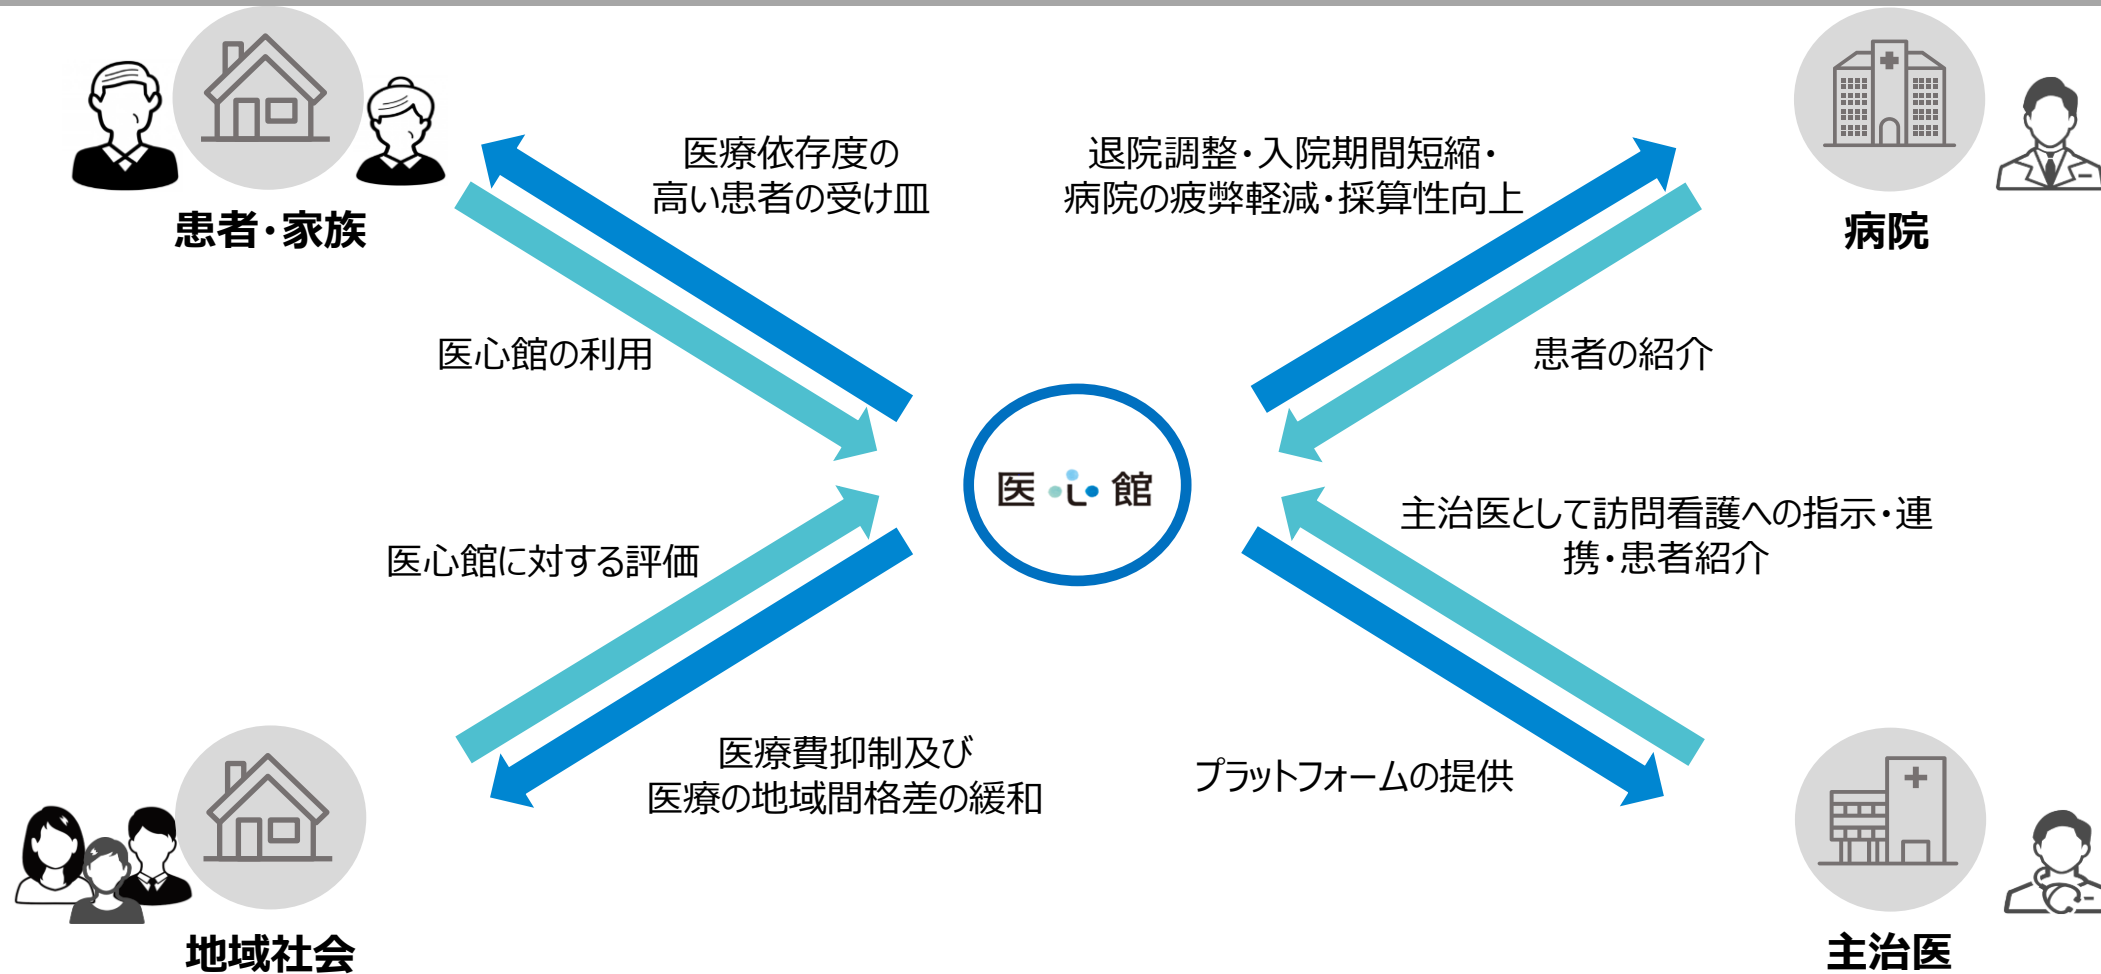 医療依存度の
高い患者の受け皿
退院調整・入院期間短縮・
病院の疲弊軽減・採算性向上
患者・家族
病院
医心館の利用
患者の紹介
医心館
主治医として訪問看護への指示・連
携・患者紹介
医心館に対する評価
医療費抑制及び
医療の地域間格差の緩和
プラットフォームの提供
地域社会
主治医